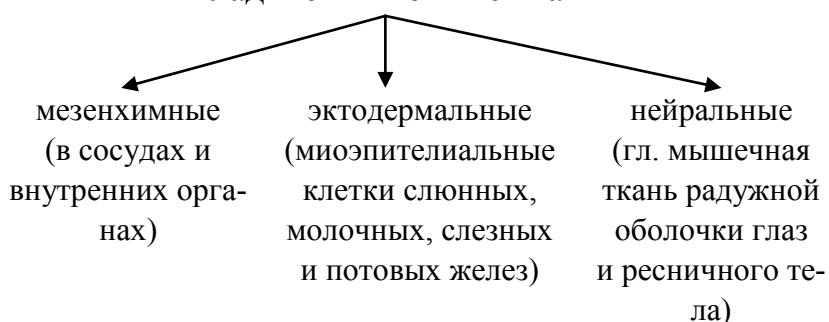 мезенхимные
(в сосудах и
внутренних орга-
нах)
эктодермальные
(миоэпителиальные
клетки слюнных,
молочных, слезных
и потовых желез)
нейральные
(гл. мышечная
ткань радужной
оболочки глаз
и ресничного те-
ла)